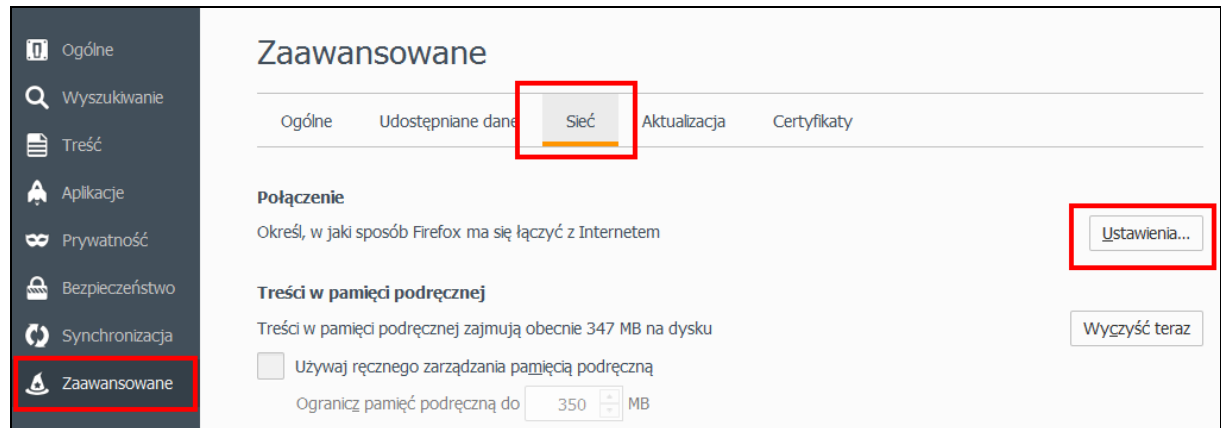 Ogólne
Wyszukiwanie
Treść
Aplikacje
Prywatność
Bezpieczeństwo
Synchronizacja
Zaawansowane
Zaawansowane
Ogólne Udostępniane dane Sieć Aktualizacja Certyfikaty
Połączenie
Określ, w jaki sposób Firefox ma się łączyć z Internetem Ustawienia...
Treści w pamięci podręcznej
Treści w pamięci podręcznej zajmują obecnie 347 MB na dysku Wyczyść teraz
Używaj ręcznego zarządzania pamięcią podręczną
Ogranicz pamięć podręczną do 350 MB